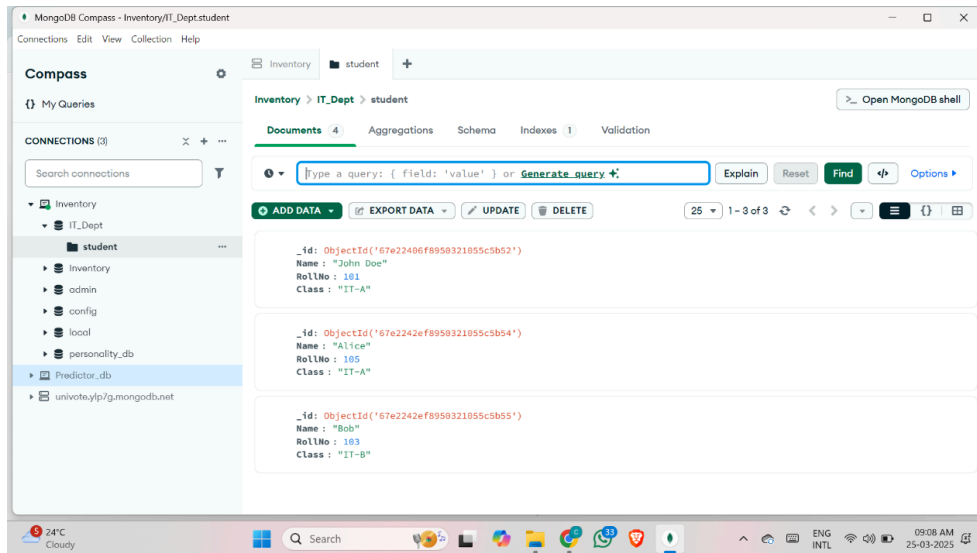 MongoDB Compass - Inventory/IT_Dept.student
Connections Edit View Collection Help
Compass
{} My Queries
CONNECTIONS (3)
Search connections
Inventory
IT_Dept
student
Inventory
admin
config
local
personality_db
Predictor_db
univote.ylp7g.mongodb.net
Inventory student
Inventory > IT_Dept > student
>_ Open MongoDB shell
Documents 4 Aggregations Schema Indexes 1 Validation
Type a query: { field: 'value' } or Generate query
Explain Reset Find </> Options
ADD DATA EXPORT DATA UPDATE DELETE
25 1 - 3 of 3 {}
_id: ObjectId('67e22406f8950321055c5b52')
Name : "John Doe"
RollNo : 101
Class : "IT-A"
_id: ObjectId('67e2242ef8950321055c5b54')
Name : "Alice"
RollNo : 105
Class : "IT-A"
_id: ObjectId('67e2242ef8950321055c5b55')
Name : "Bob"
RollNo : 103
Class : "IT-B"
5 24°C
Cloudy
Search
33
ENG
INTL
09:08 AM
25-03-2025